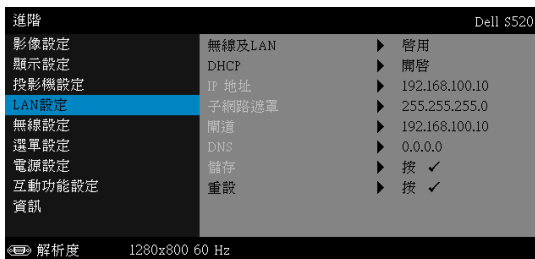 進階 Dell S520
影像設定
顯示設定
投影機設定
LAN設定
無線設定
選單設定
電源設定
互動功能設定
資訊
無線及LAN ▶ 啓用
DHCP ▶ 開啓
IP 地址 ▶ 192.168.100.10
子網路遮罩 ▶ 255.255.255.0
閘道 ▶ 192.168.100.10
DNS ▶ 0.0.0.0
儲存 ▶ 按 ✓
重設 ▶ 按 ✓
解析度 1280x800 60 Hz